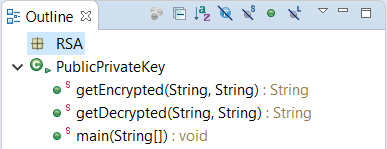 Outline
RSA
PublicPrivateKey
getEncrypted(String, String) : String
getDecrypted(String, String) : String
main(String[]) : void